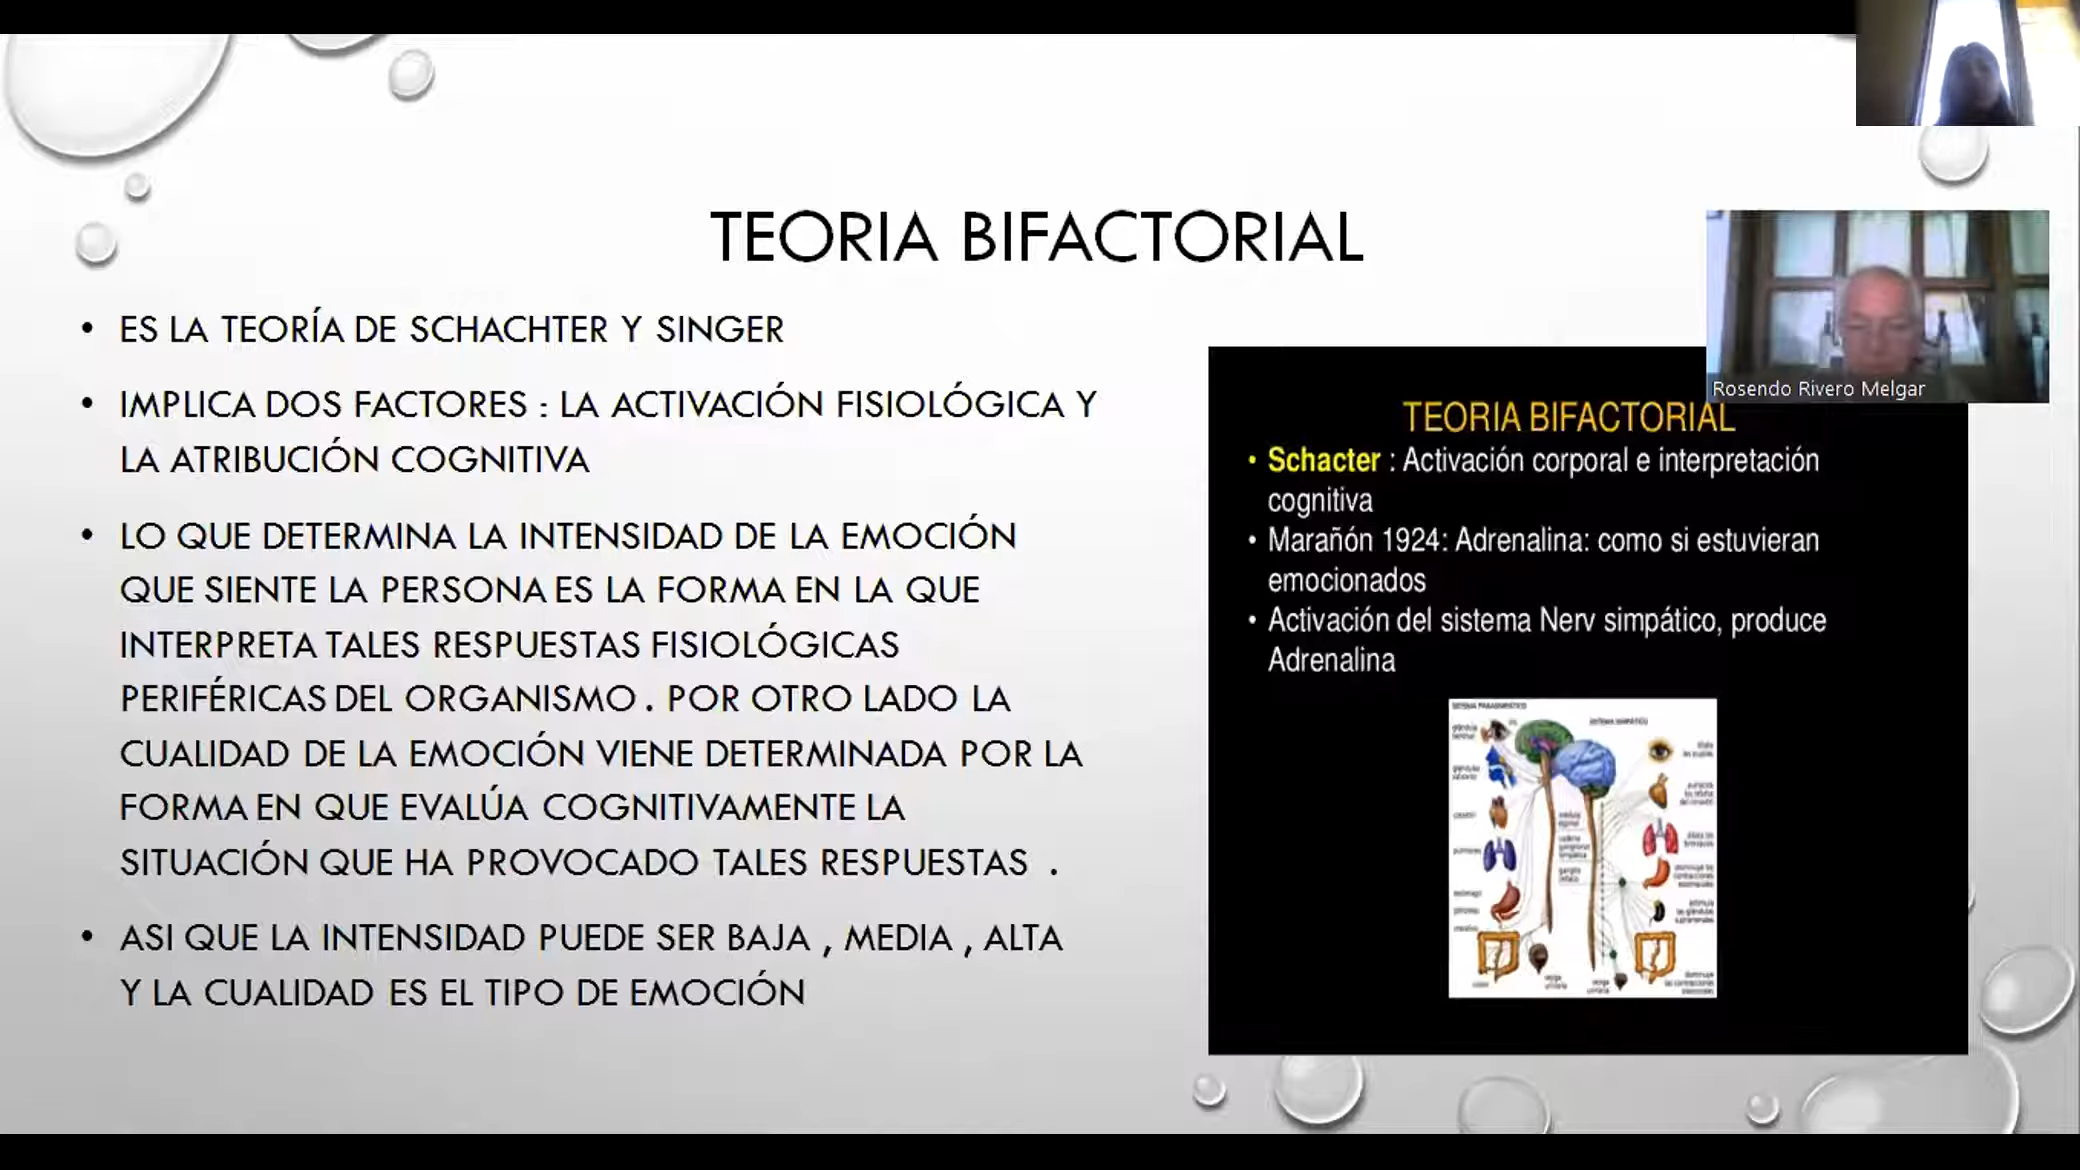 TEORIA BIFACTORIAL
• ES LA TEORÍA DE SCHACHTER Y SINGER
• IMPLICA DOS FACTORES : LA ACTIVACIÓN FISIOLÓGICA Y
LA ATRIBUCIÓN COGNITIVA
• LO QUE DETERMINA LA INTENSIDAD DE LA EMOCIÓN
QUE SIENTE LA PERSONA ES LA FORMA EN LA QUE
INTERPRETA TALES RESPUESTAS FISIOLÓGICAS
PERIFÉRICAS DEL ORGANISMO . POR OTRO LADO LA
CUALIDAD DE LA EMOCIÓN VIENE DETERMINADA POR LA
FORMA EN QUE EVALÚA COGNITIVAMENTE LA
SITUACIÓN QUE HA PROVOCADO TALES RESPUESTAS .
• ASI QUE LA INTENSIDAD PUEDE SER BAJA , MEDIA , ALTA
Y LA CUALIDAD ES EL TIPO DE EMOCIÓN
Rosendo Rivero Melgar
TEORIA BIFACTORIAL
• Schacter : Activación corporal e interpretación
cognitiva
• Marañón 1924: Adrenalina: como si estuvieran
emocionados
• Activación del sistema Nerv simpático, produce
Adrenalina